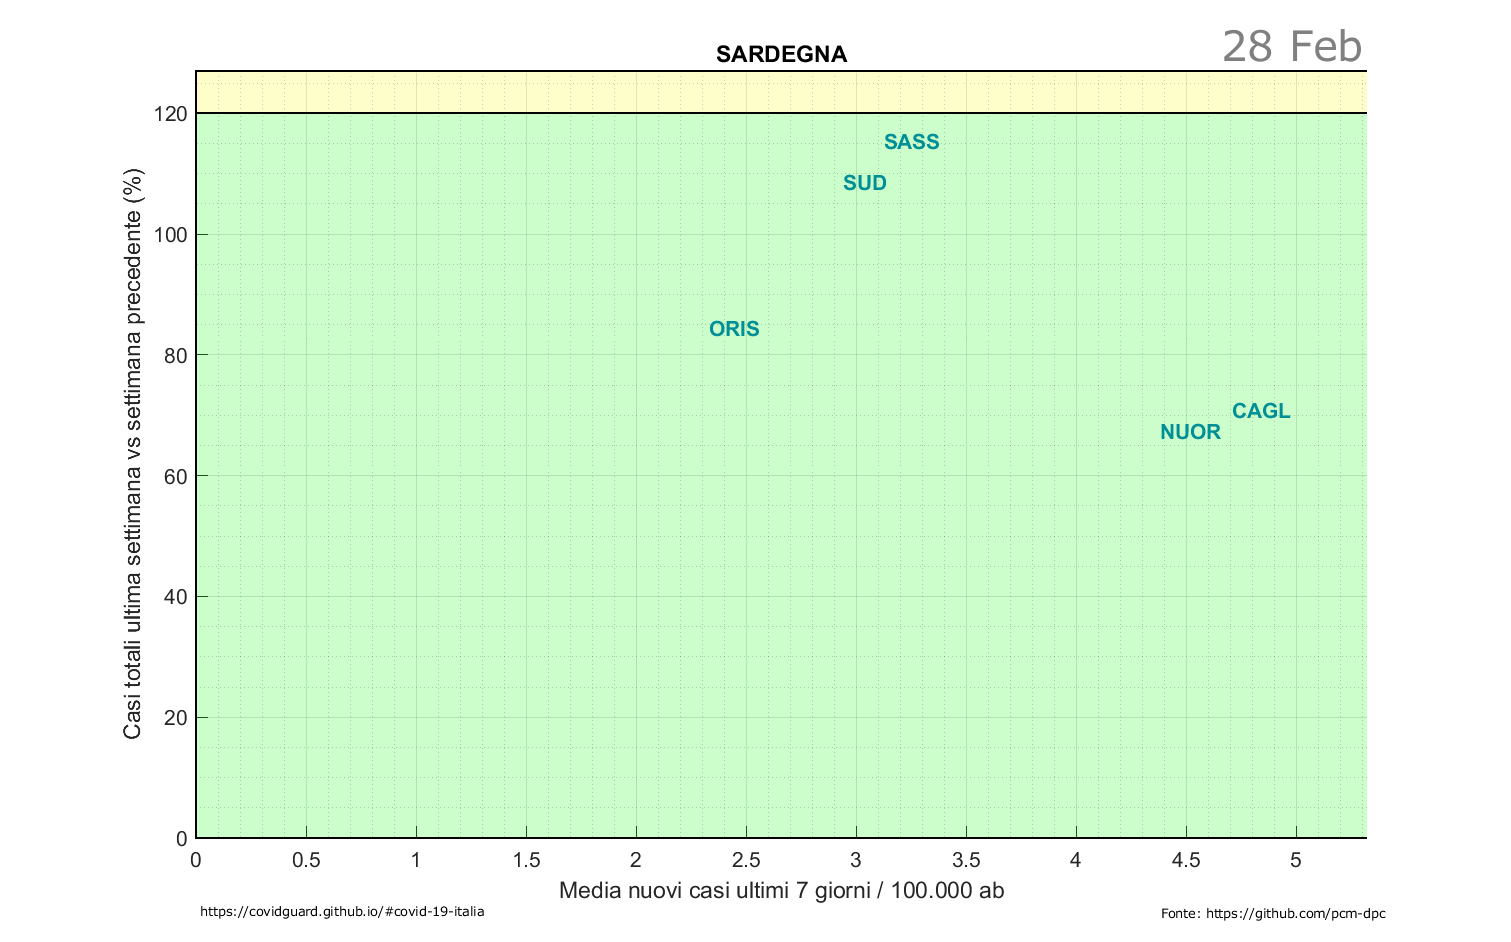 28 Feb
SARDEGNA
Casi totali ultima settimana vs settimana precedente (%)
120
100
80
60
40
20
0
SASS
SUD
ORIS
CAGL
NUOR
0 0.5 1 1.5 2 2.5 3 3.5 4 4.5 5
Media nuovi casi ultimi 7 giorni / 100.000 ab
https://covidguard.github.io/#covid-19-italia
Fonte: https://github.com/pcm-dpc